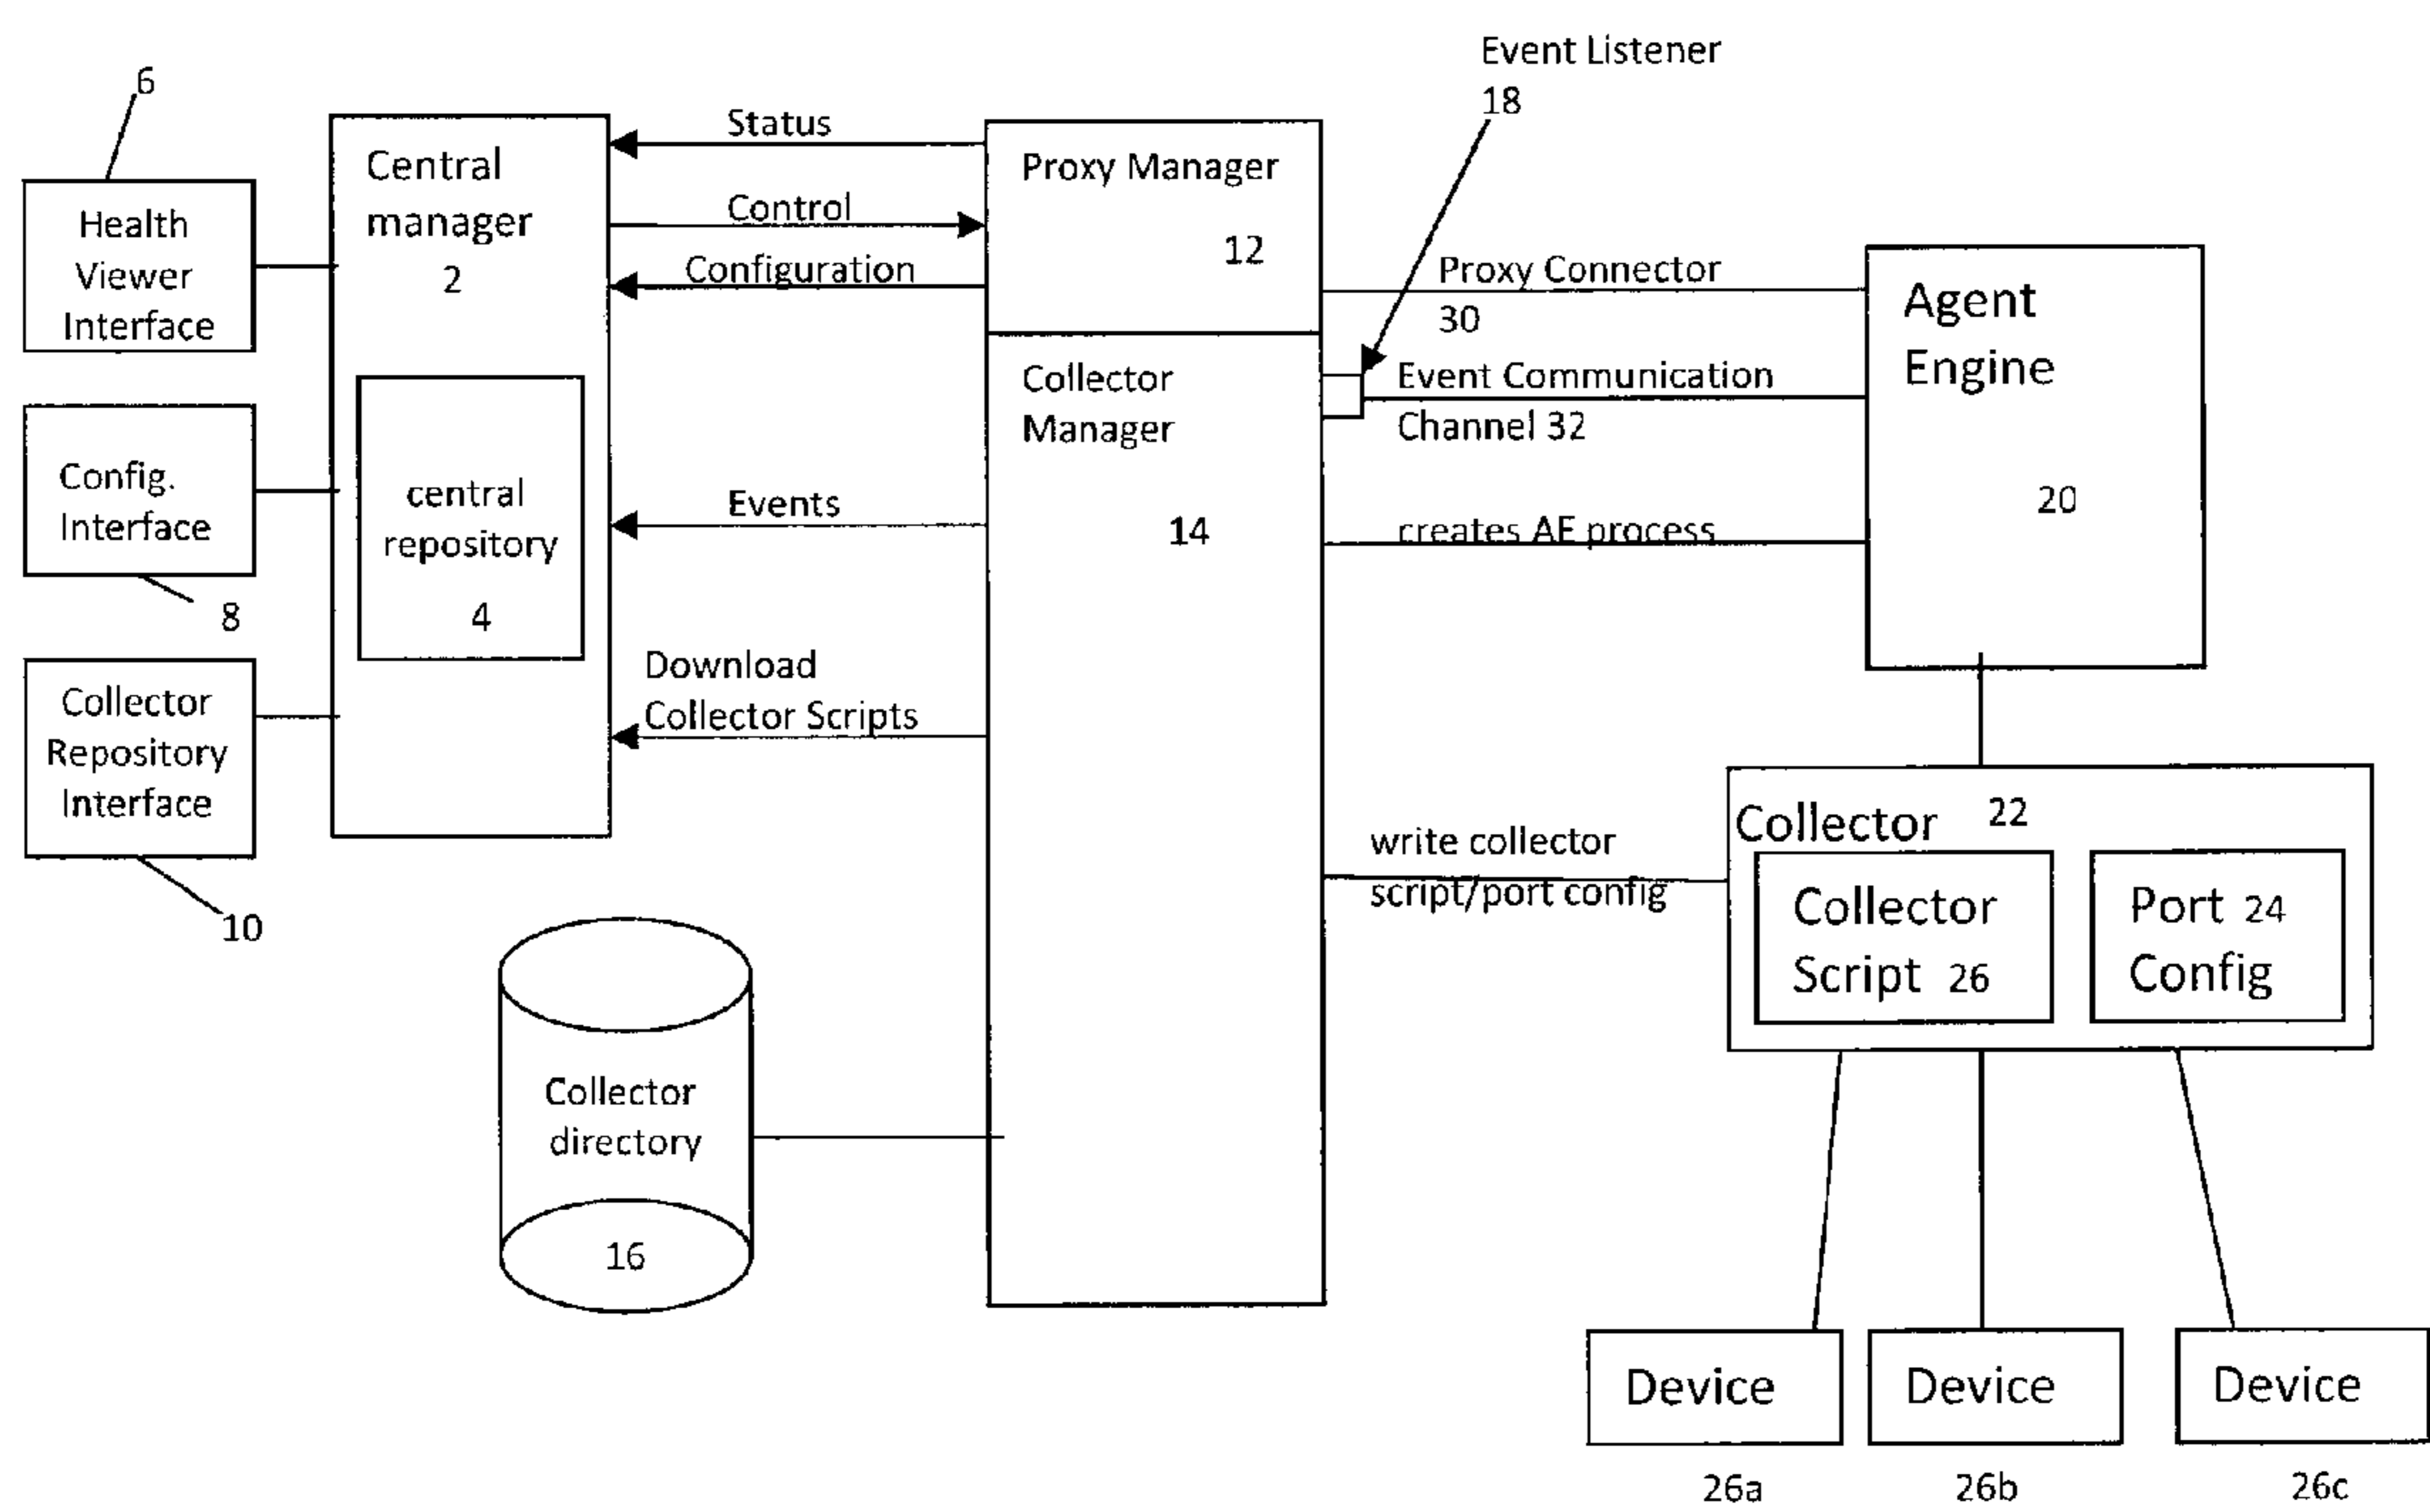 Event Listener
18
6
Health
Viewer
Interface
Central
manager
2
Status
Control
Configuration
Proxy Manager
12
Proxy Connector
30
Agent
Engine
20
Config.
Interface
8
central
repository
4
Events
Collector
Manager
14
Event Communication
Channel 32
creates AE process
Collector
Repository
Interface
10
Download
Collector Scripts
write collector
script/port config
Collector 22
Collector
Script 26
Port 24
Config
Collector
directory
16
Device
Device
Device
26a
26b
26c